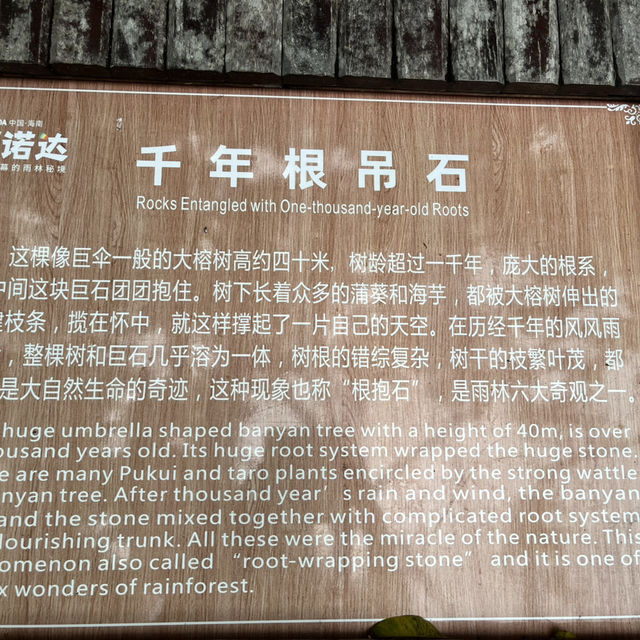 DA 中国·海南
诺达
幕的雨林秘境
千年根吊石
Rocks Entangled with One-thousand-year-old Roots
这棵像巨伞一般的大榕树高约四十米，树龄超过一千年，庞大的根系，
中间这块巨石团团抱住。树下长着众多的蒲葵和海芋，都被大榕树伸出的
枝条，揽在怀中，就这样撑起了一片自己的天空。在历经千年的风风雨
，整棵树和巨石几乎溶为一体，树根的错综复杂，树干的枝繁叶茂，都
是大自然生命的奇迹，这种现象也称“根抱石”，是雨林六大奇观之一。
huge umbrella shaped banyan tree with a height of 40m, is over
ousand years old. Its huge root system wrapped the huge stone.
e are many Pukui and taro plants encircled by the strong wattle
nyan tree. After thousand year’s rain and wind, the banyan
and the stone mixed together with complicated root system
lourishing trunk. All these were the miracle of the nature. This
omenon also called “root-wrapping stone” and it is one of
x wonders of rainforest.